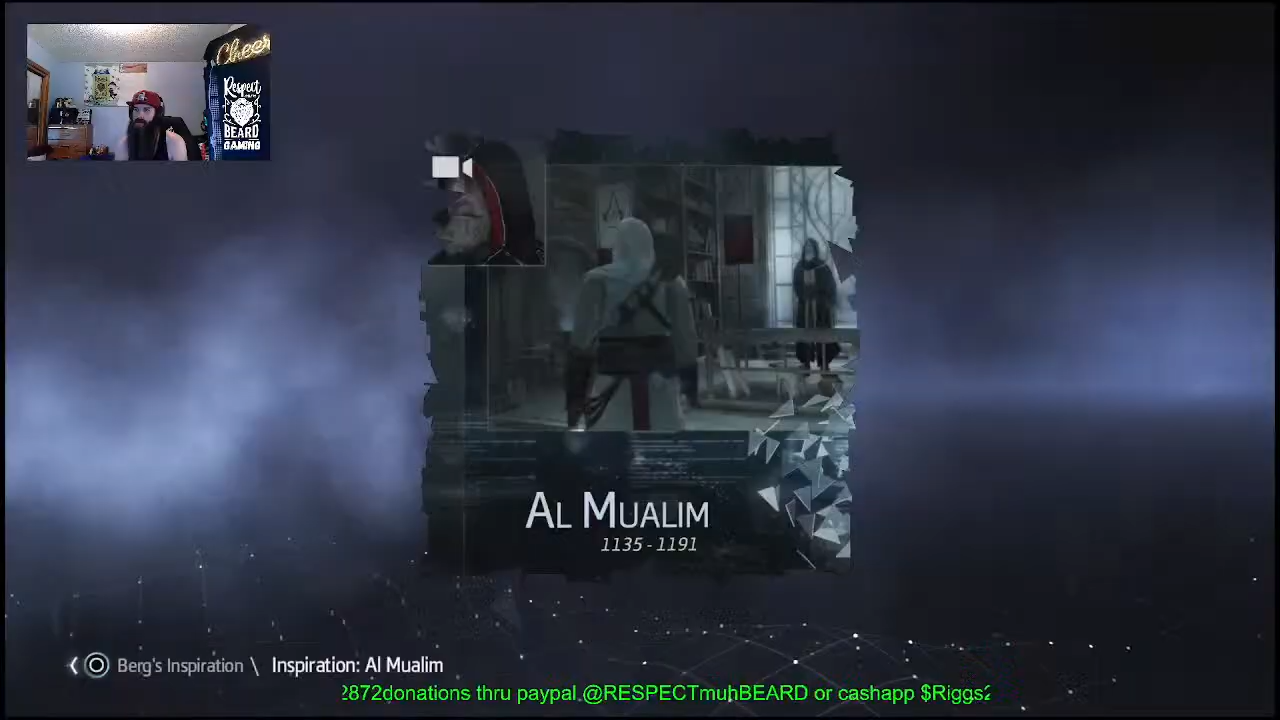 Cheers
Respect
BEARD
GAMING
AL MUALIM
1135 - 1191
Berg's Inspiration \ Inspiration: Al Mualim
2872donations thru paypal.@RESPECTmuhBEARD or cashapp $Riggs2